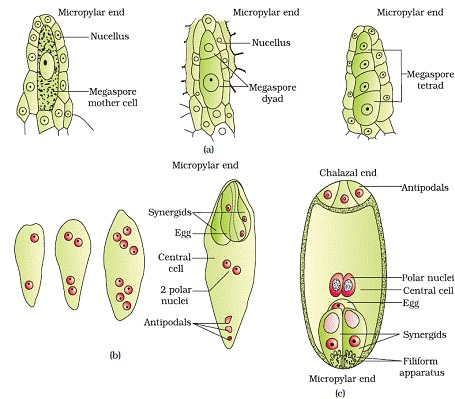 Micropylar end
Micropylar end
Micropylar end
Nucellus
Nucellus
Megaspore
mother cell
Megaspore
dyad
Megaspore
tetrad
(a)
Micropylar end
Synergids
Egg
Central
cell
2 polar
nuclei
Antipodals
(b)
Chalazal end
Antipodals
Polar nuclei
Central cell
Egg
Synergids
Filiform
apparatus
Micropylar end
(c)